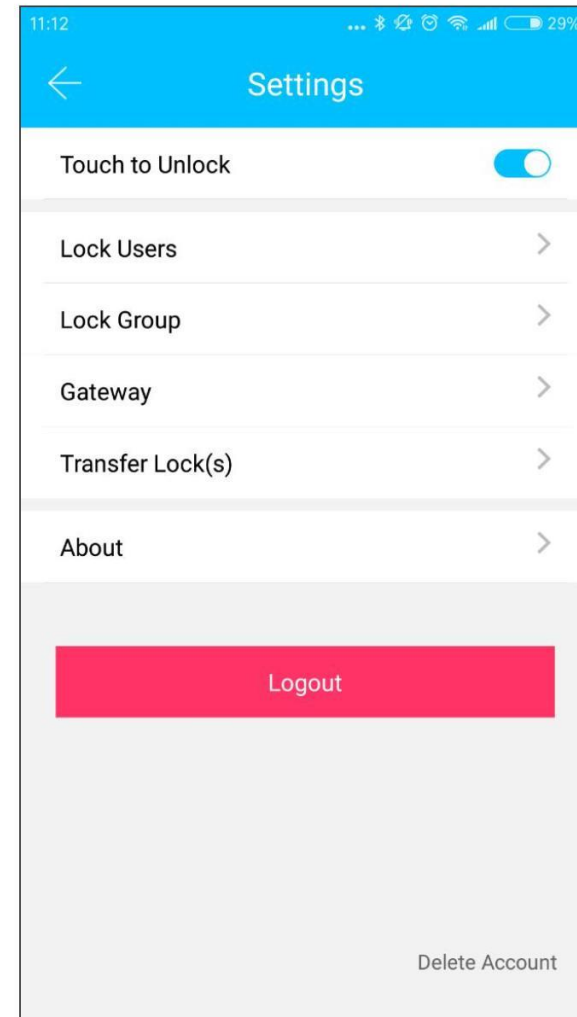 11:12 ... 29%
Settings
Touch to Unlock
Lock Users
Lock Group
Gateway
Transfer Lock(s)
About
Logout
Delete Account